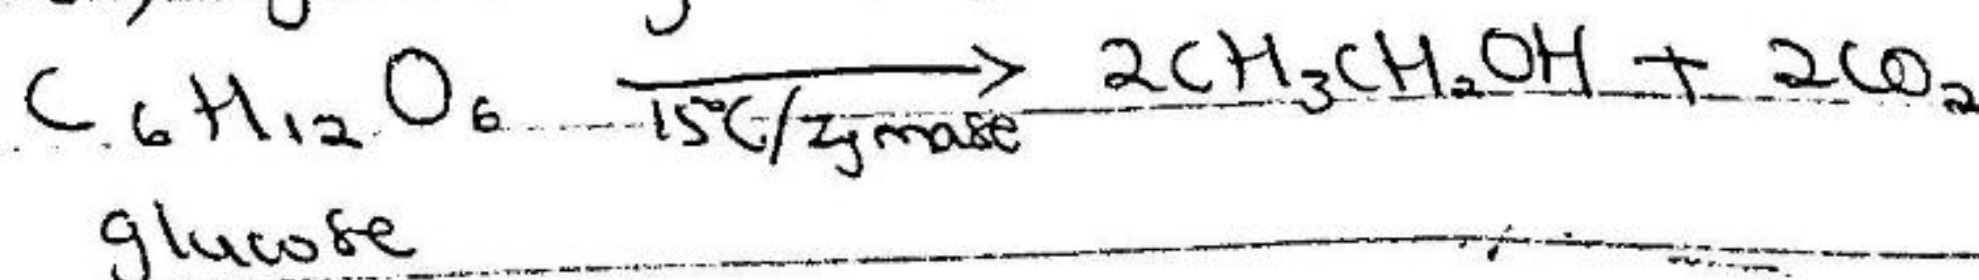 C₆H₁₂O₆ ⟶ 2CH₃CH₂OH + 2CO₂
15°C/zymase
glucose